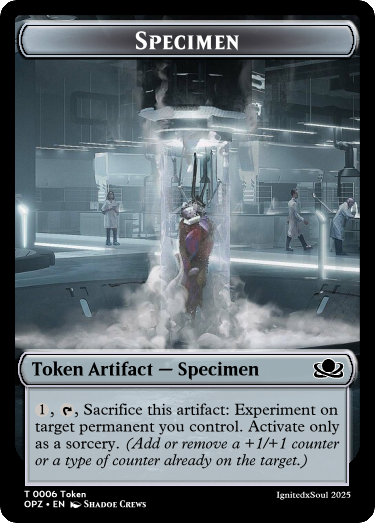 Specimen
Token Artifact — Specimen
1, T, Sacrifice this artifact: Experiment on
target permanent you control. Activate only
as a sorcery. (Add or remove a +1/+1 counter
or a type of counter already on the target.)
T 0006 Token
OPZ • EN Shadoe Crews
IgnitedxSoul 2025